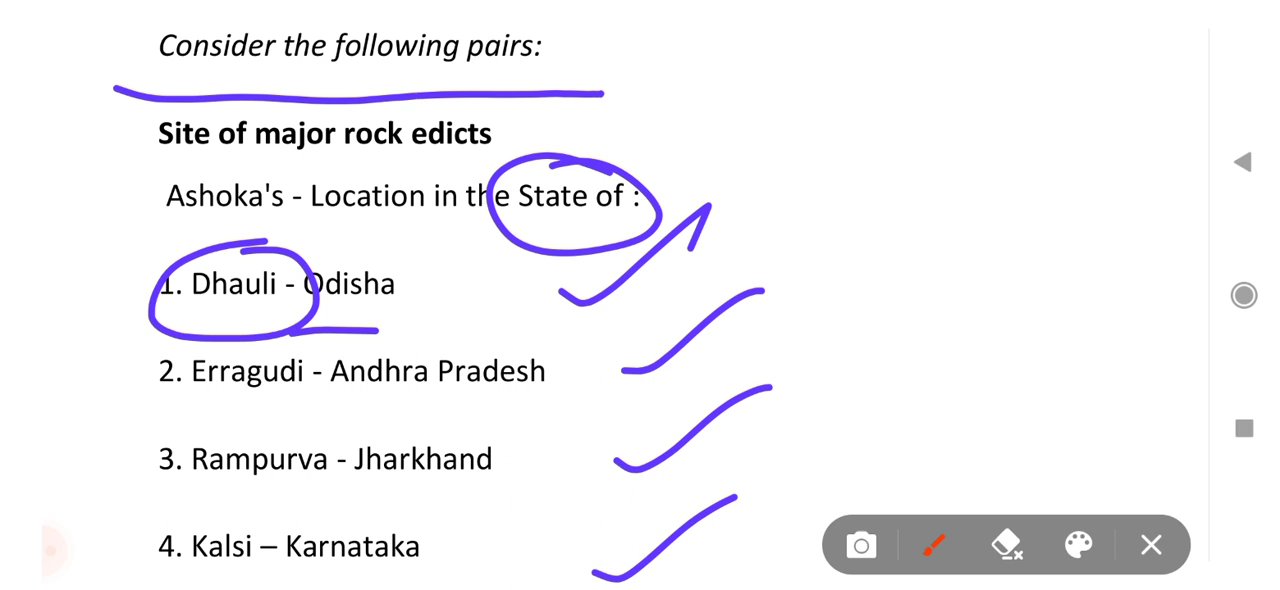 Consider the following pairs:
Site of major rock edicts
Ashoka's - Location in the State of :
1. Dhauli - Odisha
2. Erragudi - Andhra Pradesh
3. Rampurva - Jharkhand
4. Kalsi – Karnataka